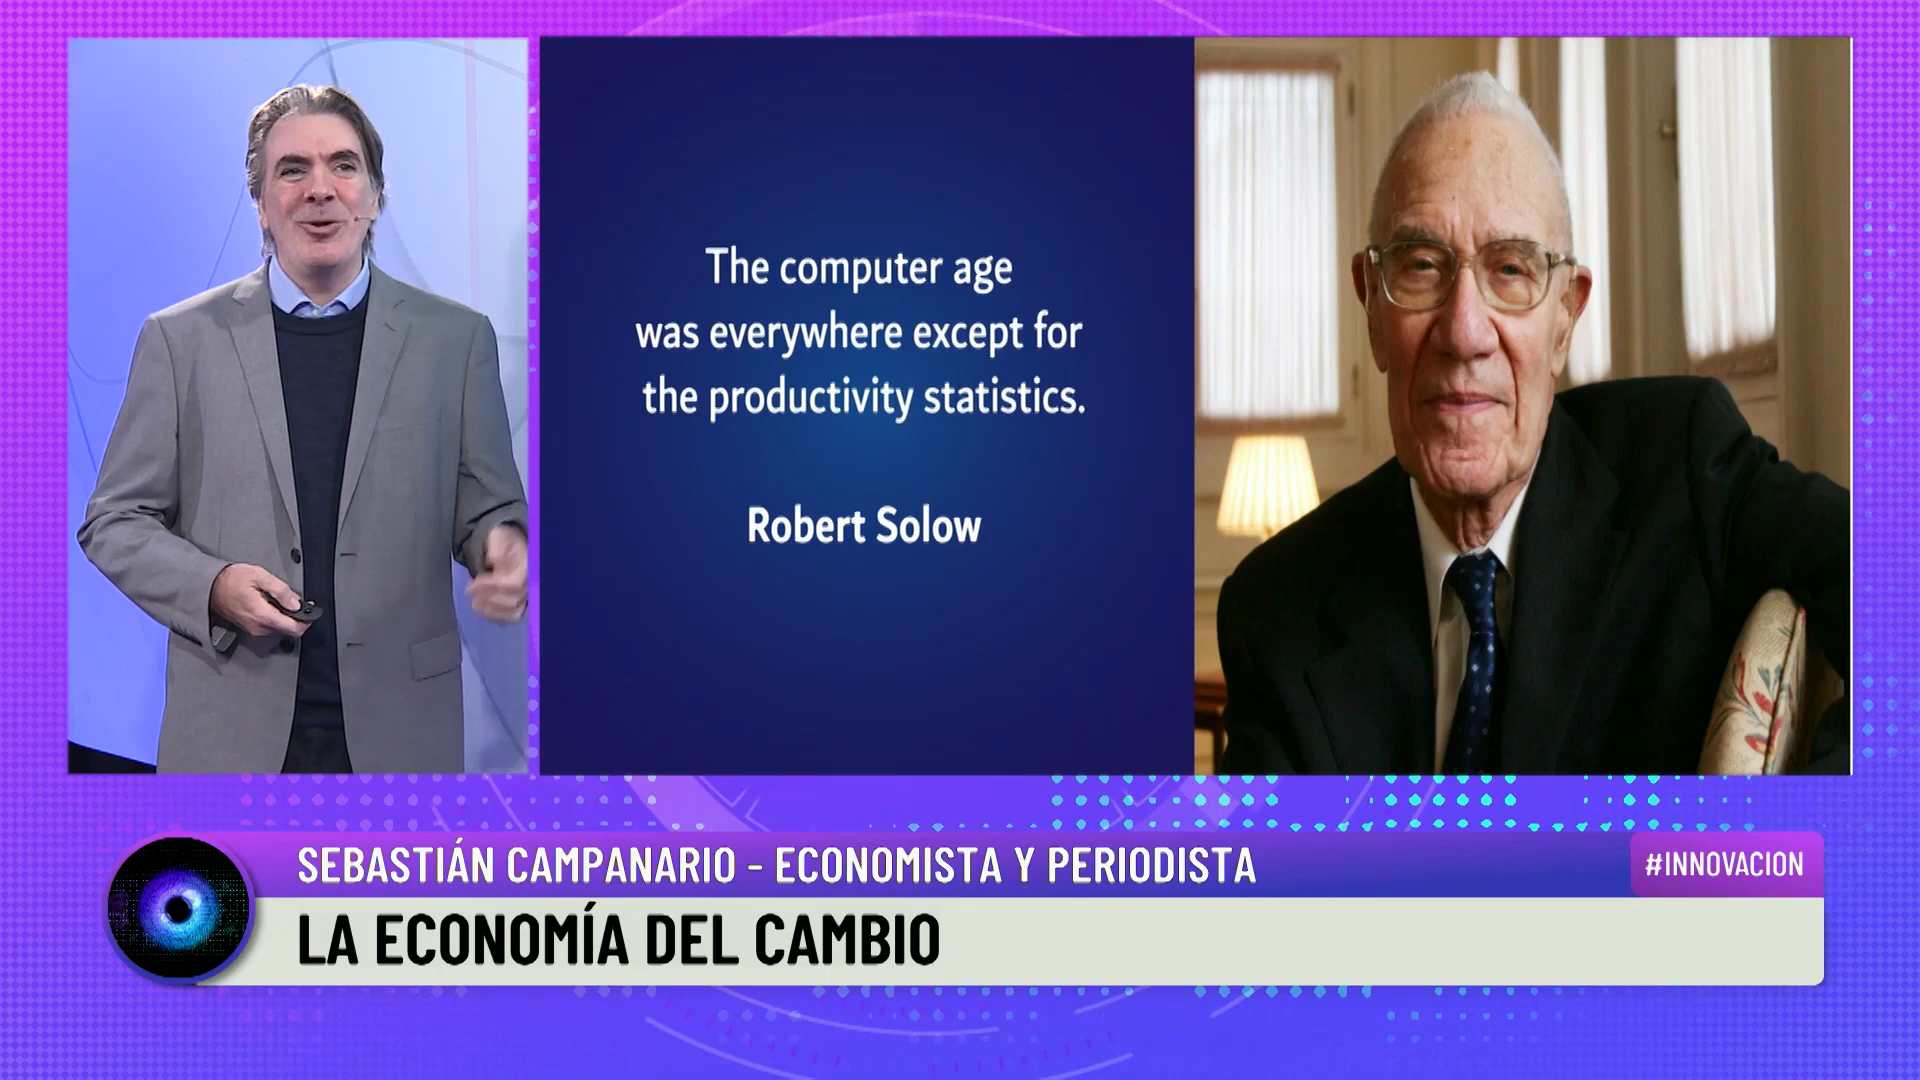 The computer age
was everywhere except for
the productivity statistics.
Robert Solow
SEBASTIÁN CAMPANARIO - ECONOMISTA Y PERIODISTA
#INNOVACION
LA ECONOMÍA DEL CAMBIO